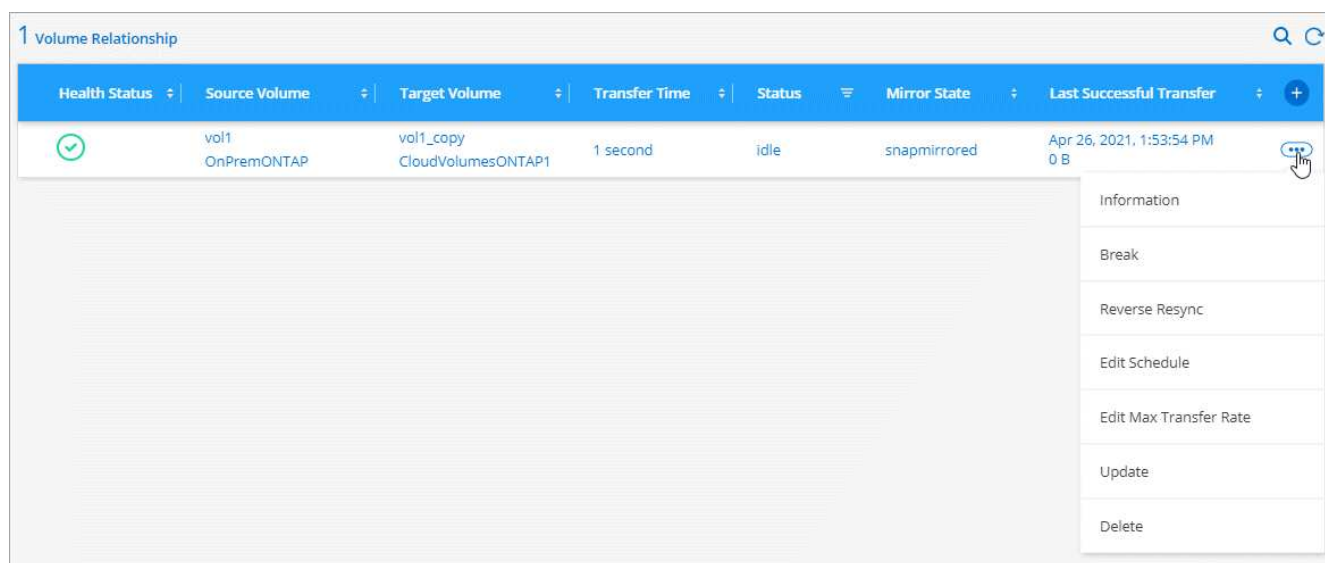 1 Volume Relationship
Health Status Source Volume Target Volume Transfer Time Status Mirror State Last Successful Transfer
vol1 vol1_copy 1 second idle snapmirrored Apr 26, 2021, 1:53:54 PM
OnPremONTAP CloudVolumesONTAP1 0 B
Information
Break
Reverse Resync
Edit Schedule
Edit Max Transfer Rate
Update
Delete